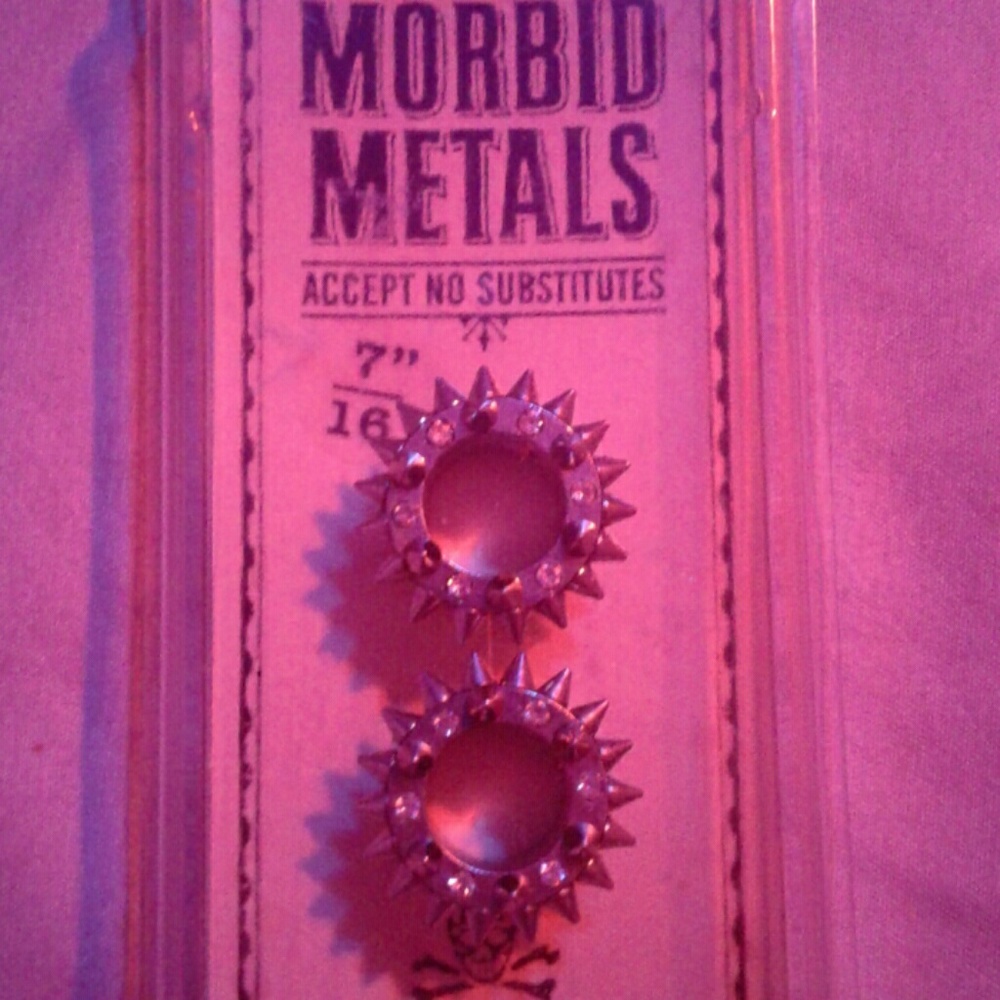 MORBID
METALS
ACCEPT NO SUBSTITUTES
7"
16